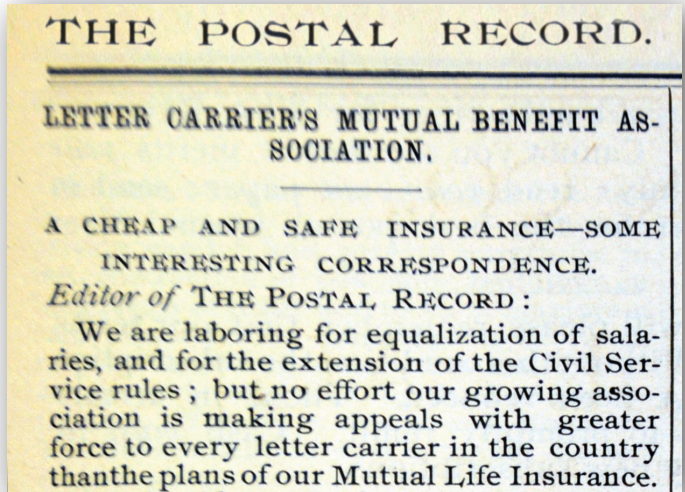 THE POSTAL RECORD.
LETTER CARRIER'S MUTUAL BENEFIT AS-
SOCIATION.
A CHEAP AND SAFE INSURANCE—SOME
INTERESTING CORRESPONDENCE.
Editor of THE POSTAL RECORD :
We are laboring for equalization of sala-
ries, and for the extension of the Civil Ser-
vice rules ; but no effort our growing asso-
ciation is making appeals with greater
force to every letter carrier in the country
thanthe plans of our Mutual Life Insurance.